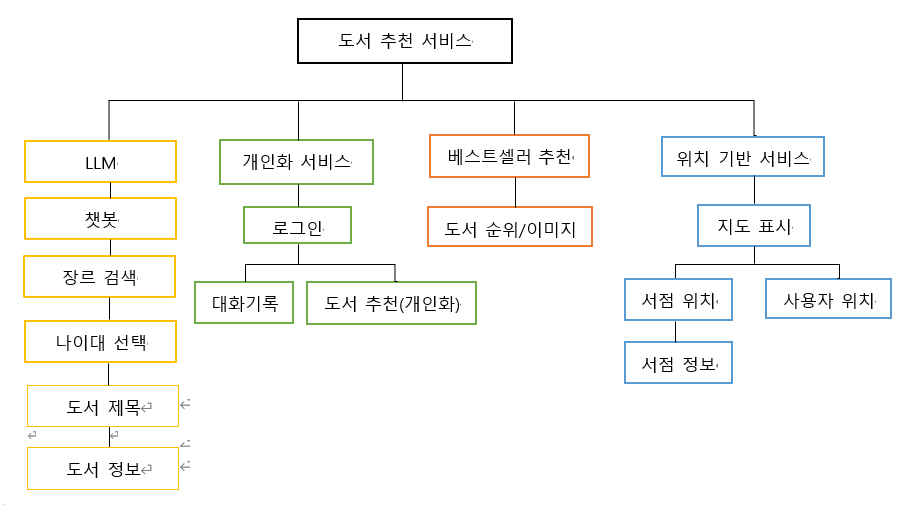 도서 추천 서비스
LLM
챗봇
장르 검색
나이대 선택
도서 제목
도서 정보
개인화 서비스
로그인
대화기록
도서 추천(개인화)
베스트셀러 추천
도서 순위/이미지
위치 기반 서비스
지도 표시
서점 위치
서점 정보
사용자 위치